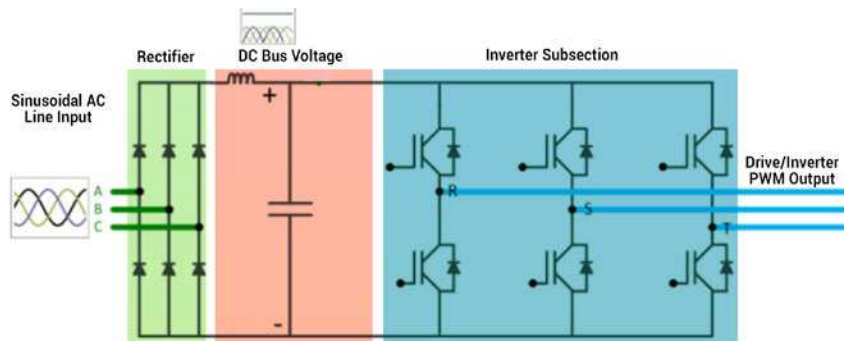 Rectifier
DC Bus Voltage
Inverter Subsection
Sinusoidal AC
Line Input
Drive/Inverter
PWM Output
A
B
C
+
-
R
S
T